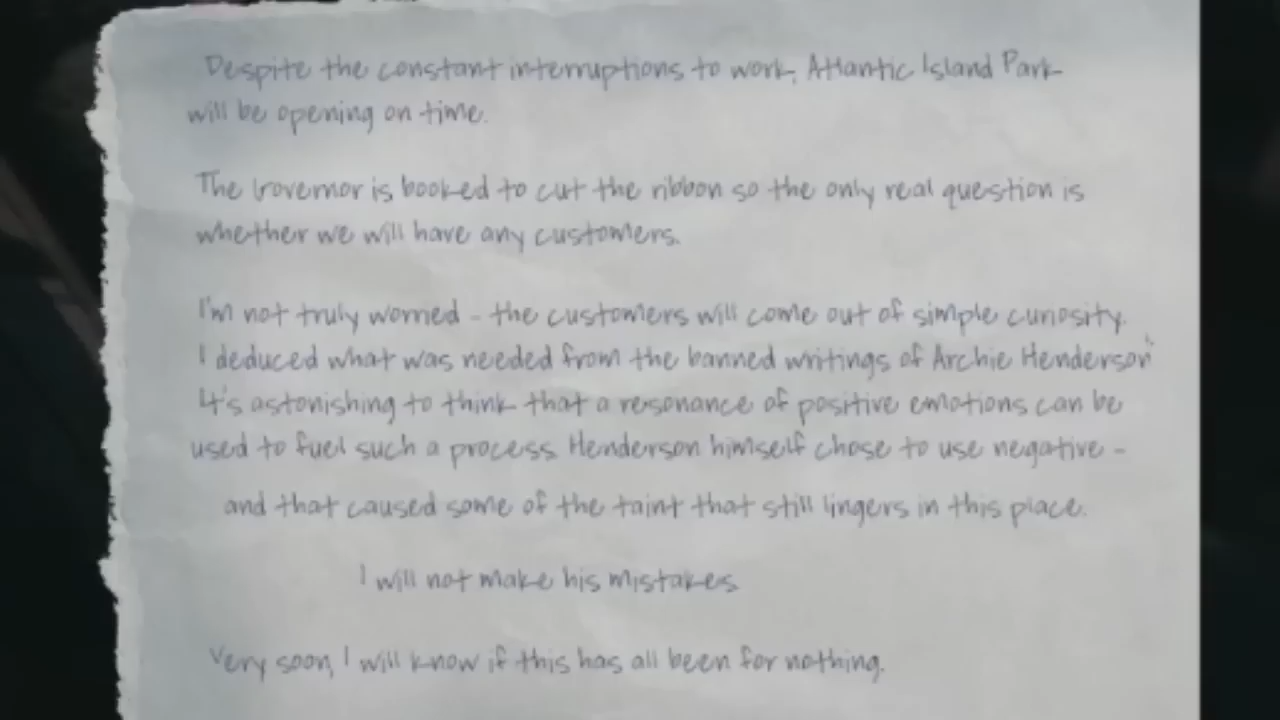 Despite the constant interruptions to work, Atlantic Island Park
will be opening on time.
The Governor is booked to cut the ribbon so the only real question is
whether we will have any customers.
I'm not truly worried - the customers will come out of simple curiosity.
I deduced what was needed from the banned writings of Archie Henderson.
It's astonishing to think that a resonance of positive emotions can be
used to fuel such a process Henderson himself chose to use negative -
and that caused some of the taint that still lingers in this place.
I will not make his mistakes
Very soon, I will know if this has all been for nothing.